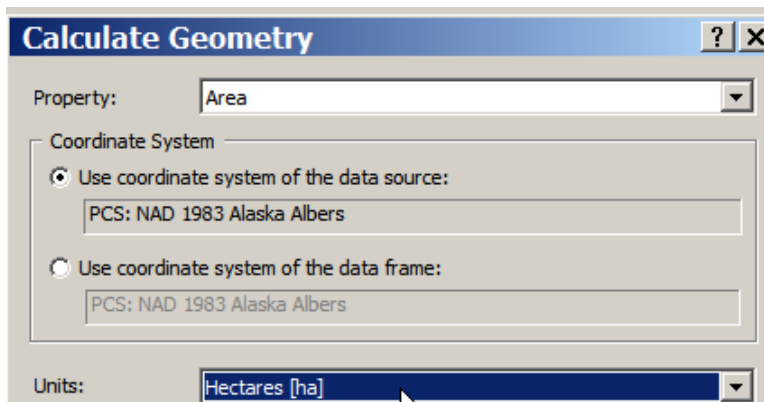 Calculate Geometry ?
Property: Area
Coordinate System
Use coordinate system of the data source:
PCS: NAD 1983 Alaska Albers
Use coordinate system of the data frame:
PCS: NAD 1983 Alaska Albers
Units: Hectares [ha]